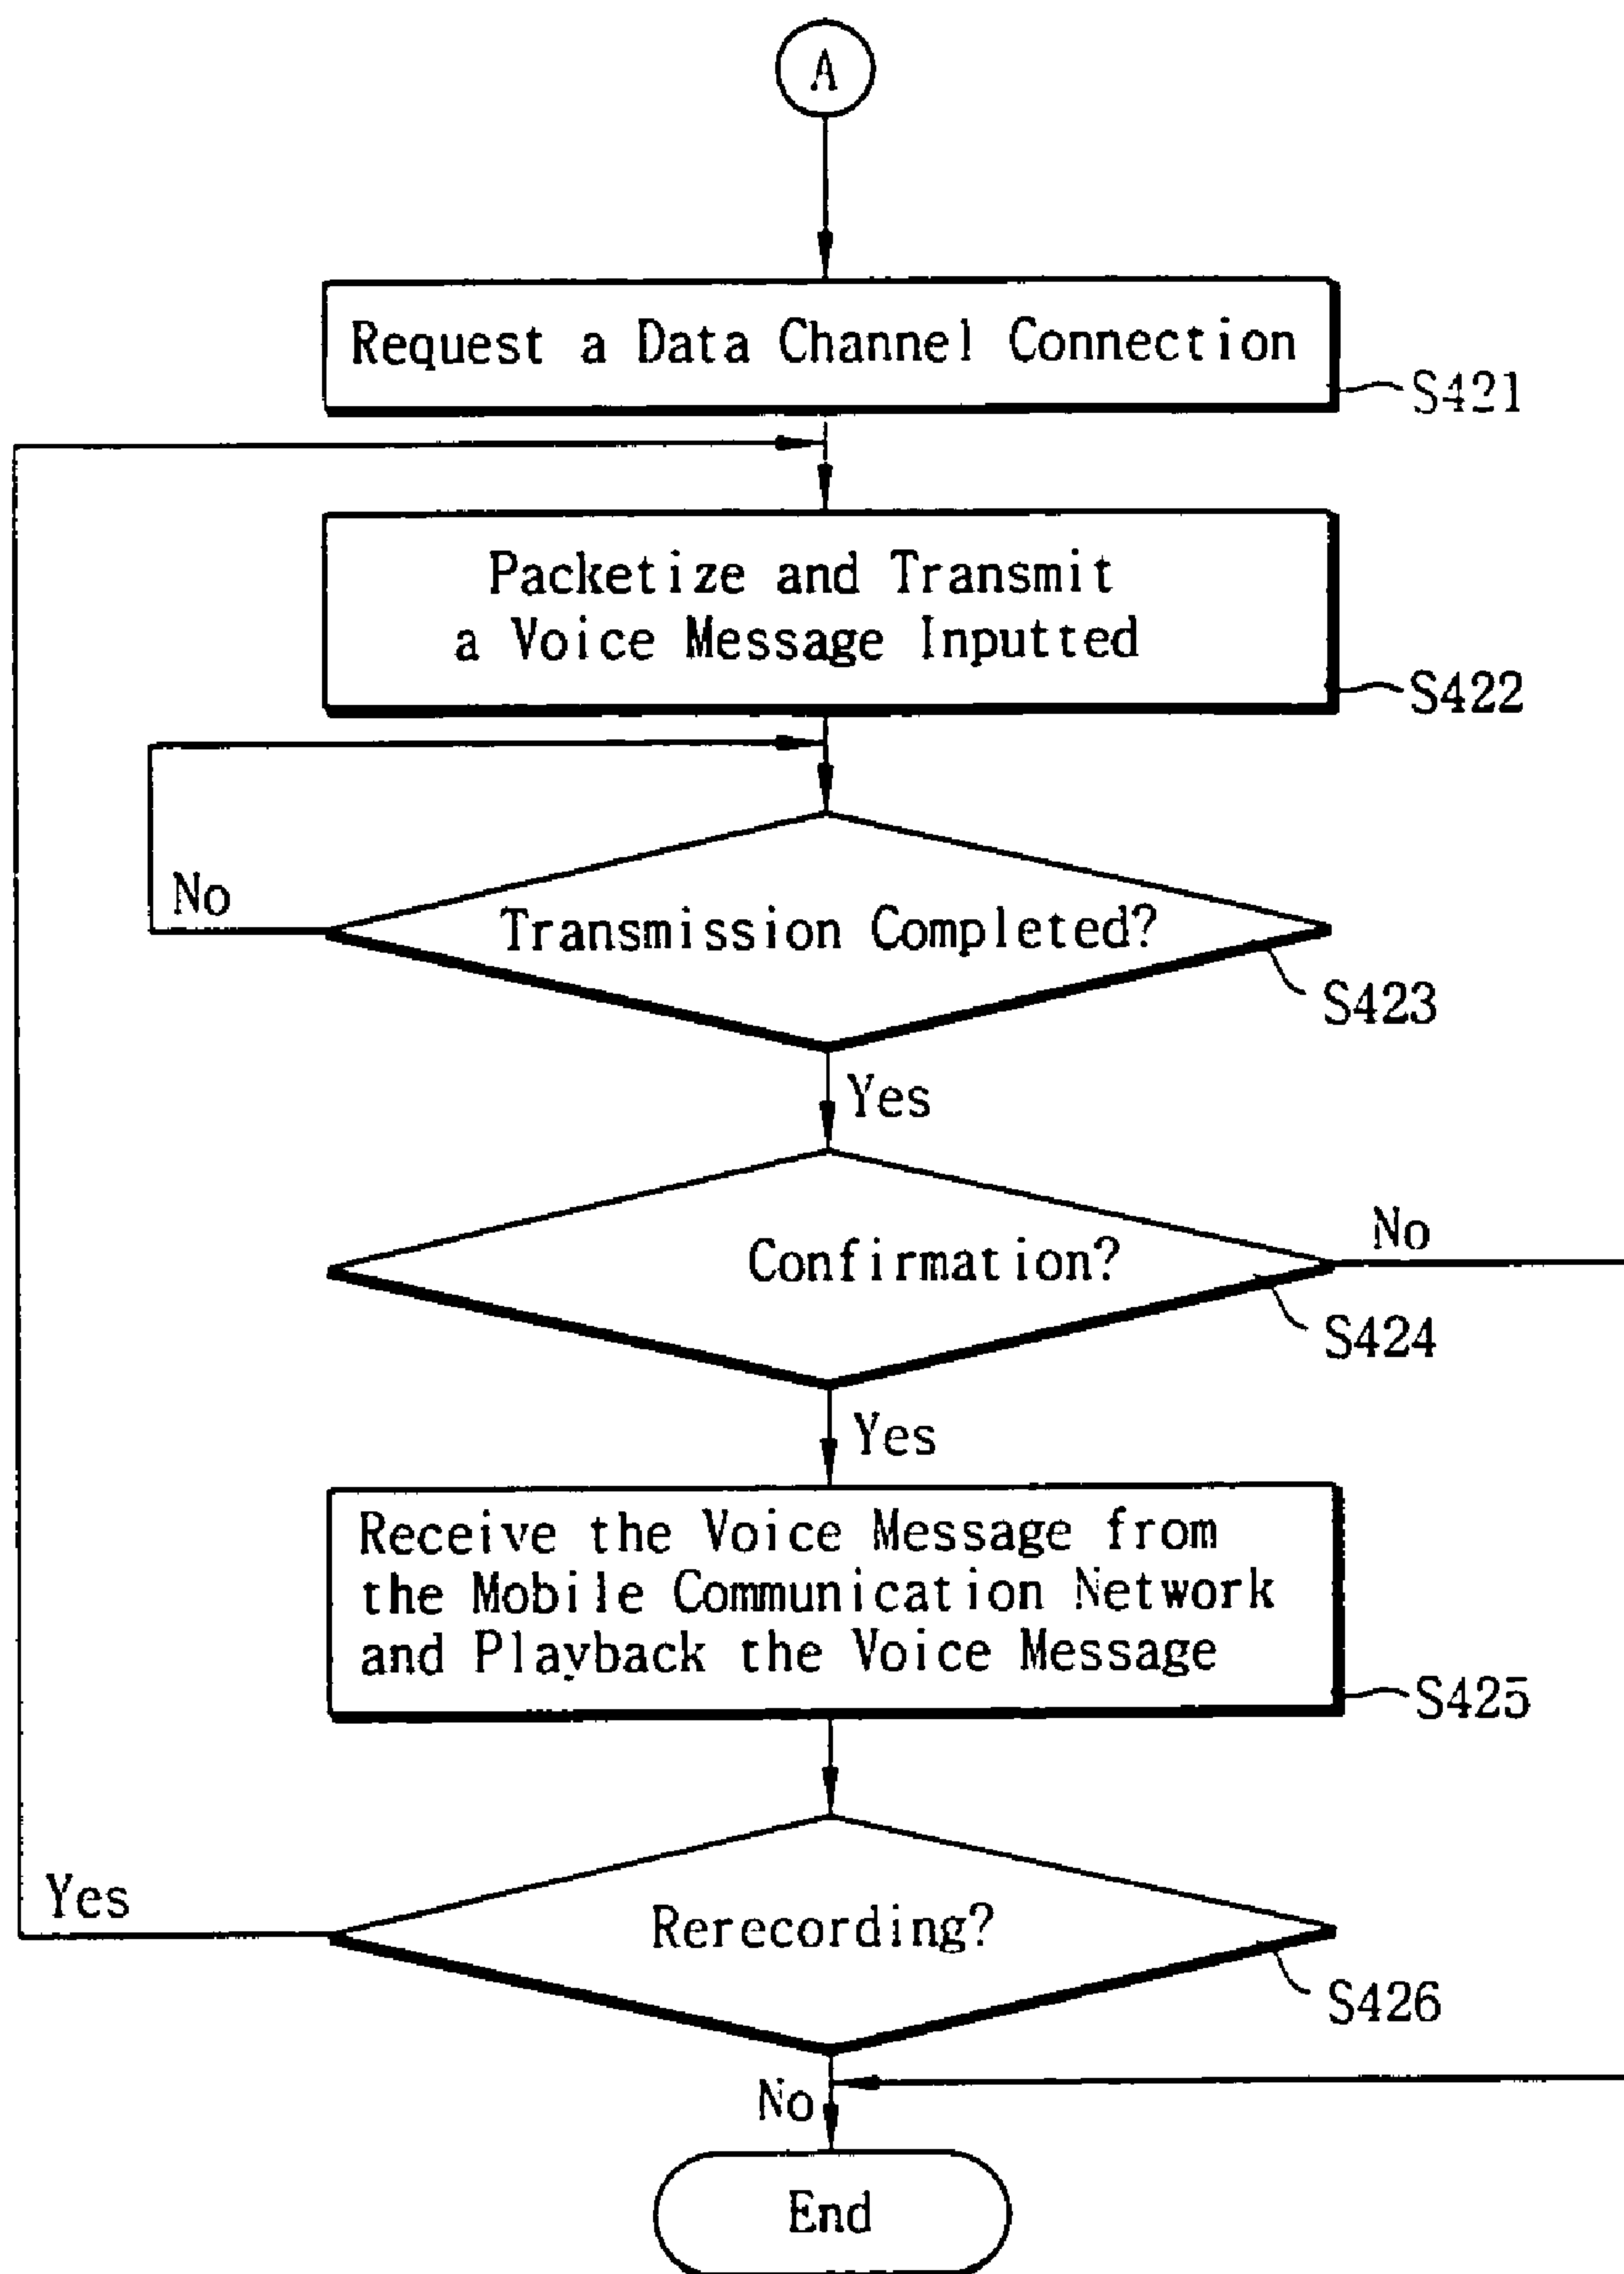 A
Request a Data Channel Connection
S421
Packetize and Transmit
a Voice Message Inputted
S422
No
Transmission Completed?
S423
Yes
No
Confirmation?
S424
Yes
Receive the Voice Message from
the Mobile Communication Network
and Playback the Voice Message
S425
Yes
Rerecording?
S426
No
End